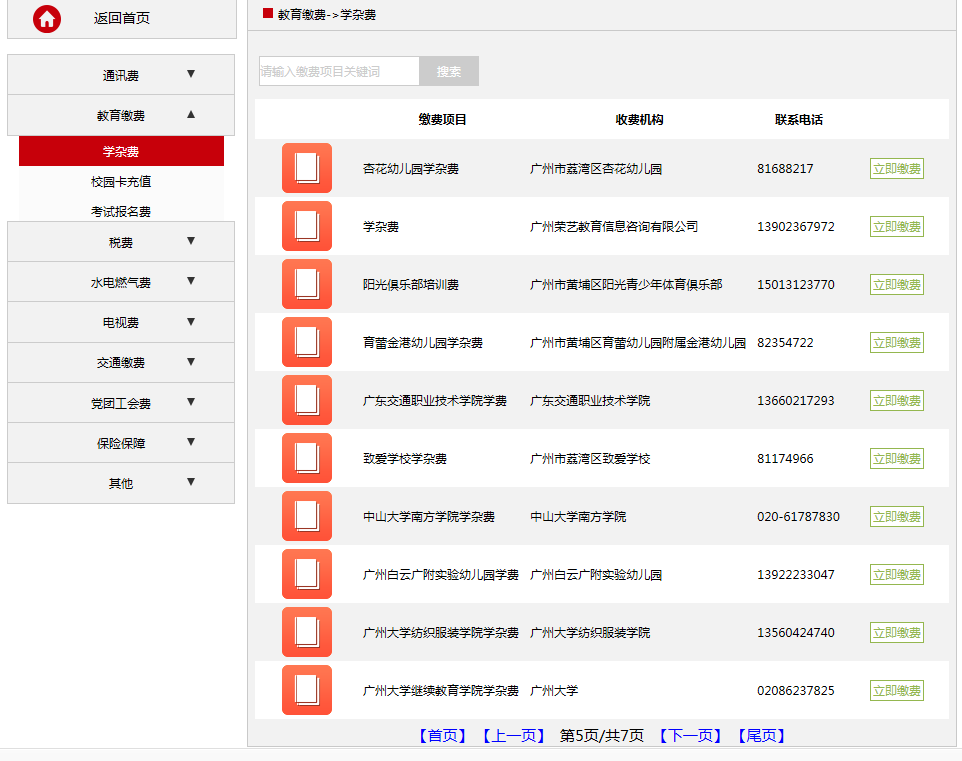 返回首页
通讯费 ▼
教育缴费 ▲
学杂费
校园卡充值
考试报名费
税费 ▼
水电燃气费 ▼
电视费 ▼
交通缴费 ▼
党团工会费 ▼
保险保障 ▼
其他 ▼
教育缴费->学杂费
请输入缴费项目关键词 搜索
缴费项目 收费机构 联系电话
杏花幼儿园学杂费 广州市荔湾区杏花幼儿园 81688217 立即缴费
学杂费 广州荣艺教育信息咨询有限公司 13902367972 立即缴费
阳光俱乐部培训费 广州市黄埔区阳光青少年体育俱乐部 15013123770 立即缴费
育蕾金港幼儿园学杂费 广州市黄埔区育蕾幼儿园附属金港幼儿园 82354722 立即缴费
广东交通职业技术学院学费 广东交通职业技术学院 13660217293 立即缴费
致爱学校学杂费 广州市荔湾区致爱学校 81174966 立即缴费
中山大学南方学院学杂费 中山大学南方学院 020-61787830 立即缴费
广州白云广附实验幼儿园学费 广州白云广附实验幼儿园 13922233047 立即缴费
广州大学纺织服装学院学杂费 广州大学纺织服装学院 13560424740 立即缴费
广州大学继续教育学院学杂费 广州大学 02086237825 立即缴费
【首页】 【上一页】 第5页/共7页 【下一页】 【尾页】